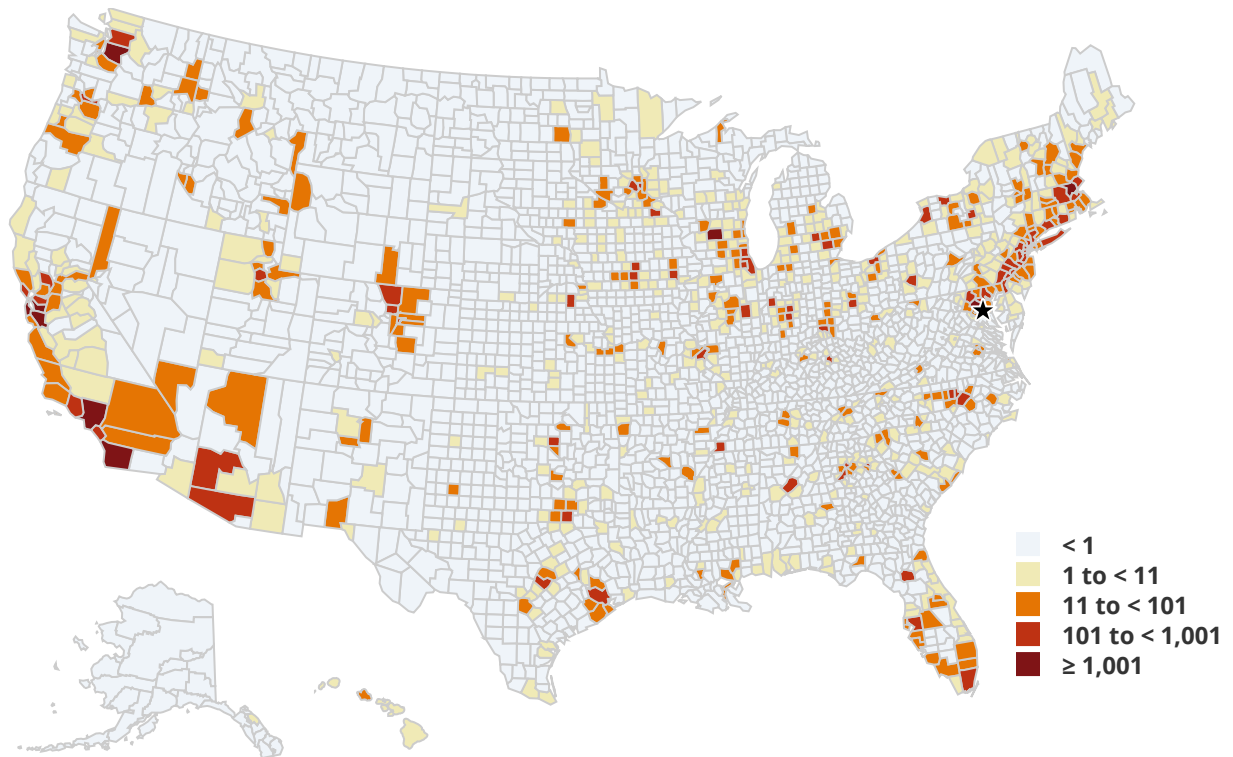 < 1
1 to < 11
11 to < 101
101 to < 1,001
≥ 1,001